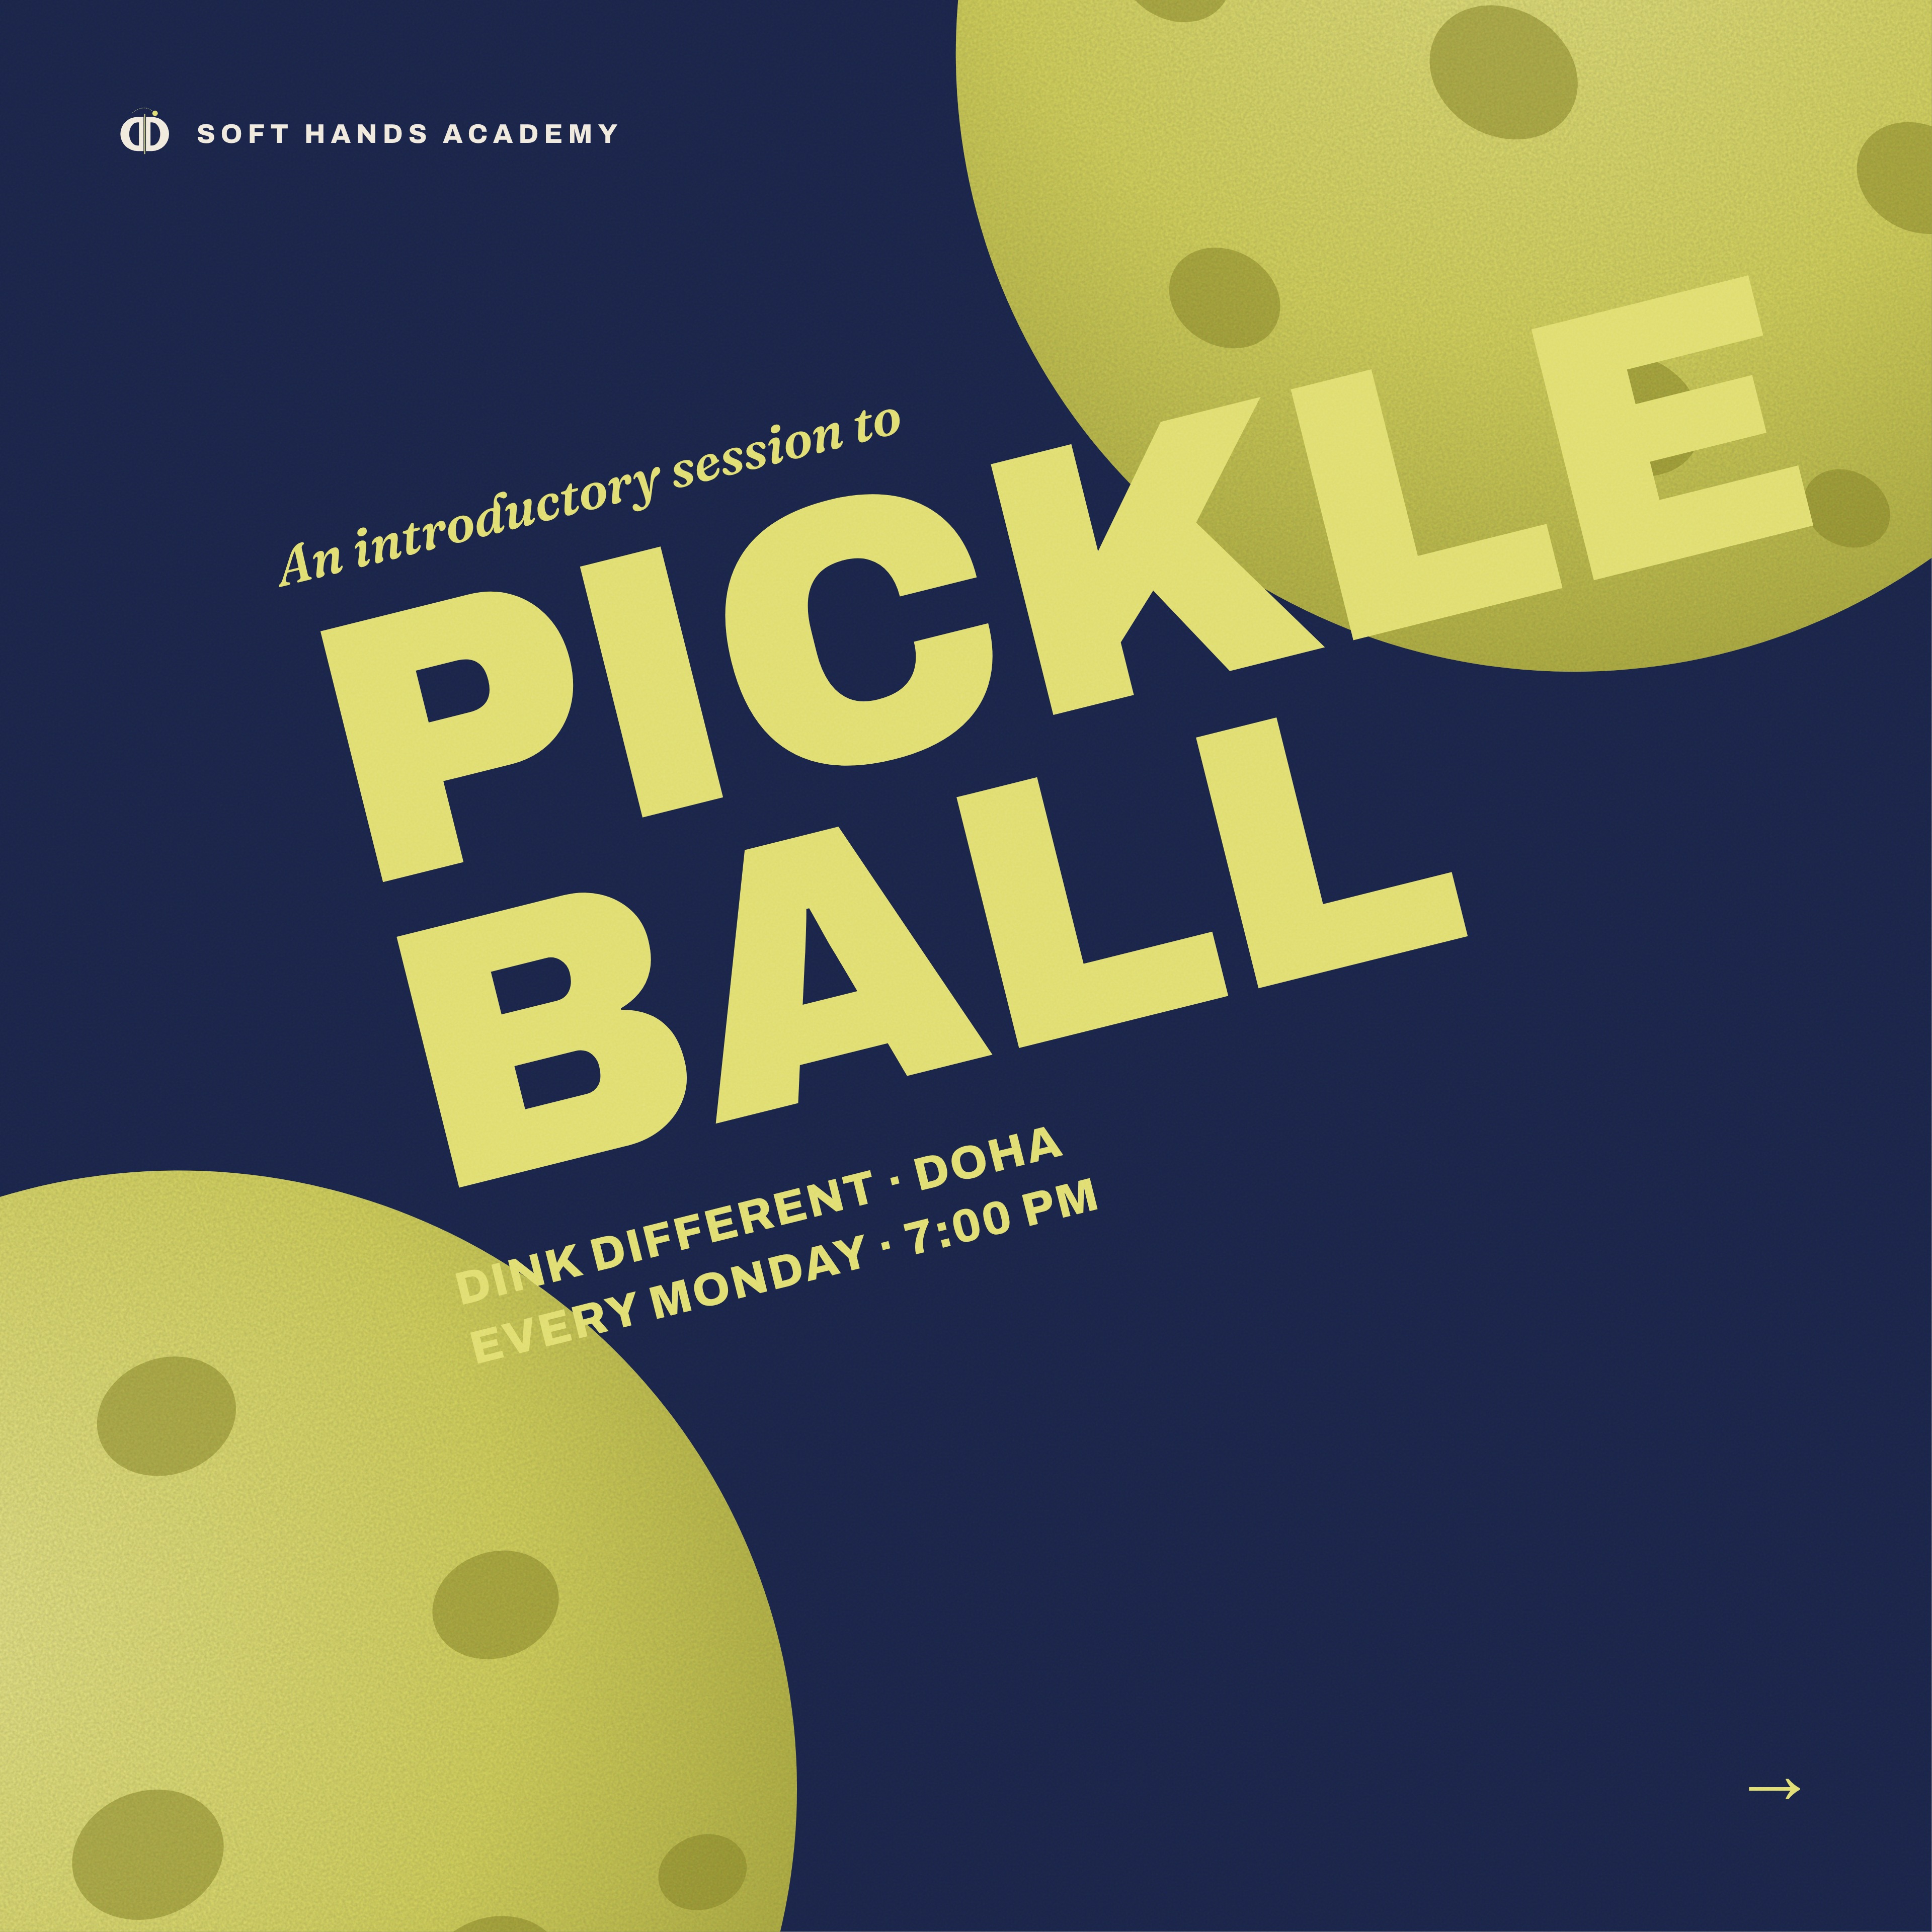 SOFT HANDS ACADEMY
An introductory session to
PICKLE
BALL
DINK DIFFERENT · DOHA
EVERY MONDAY · 7:00 PM
→